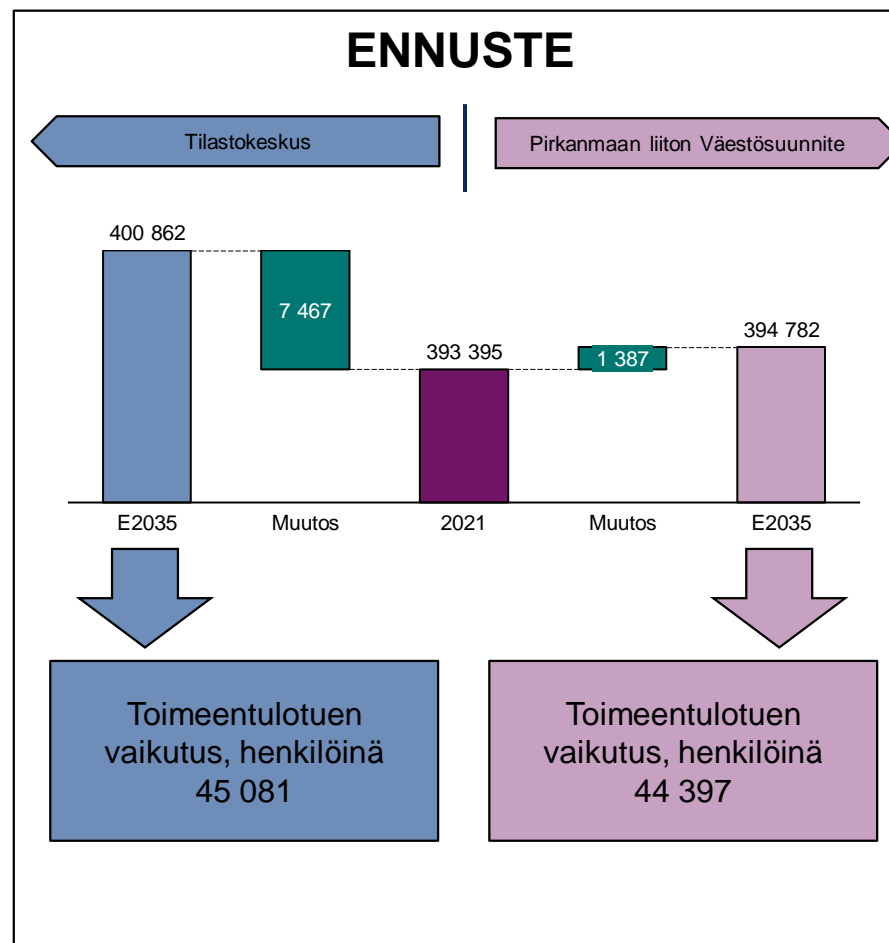 ENNUSTE
Tilastokeskus
Pirkanmaan liiton Väestösuunnite
400 862
7 467
393 395
1 387
394 782
E2035
Muutos
2021
Muutos
E2035
Toimeentulotuen
vaikutus, henkilöinä
45 081
Toimeentulotuen
vaikutus, henkilöinä
44 397